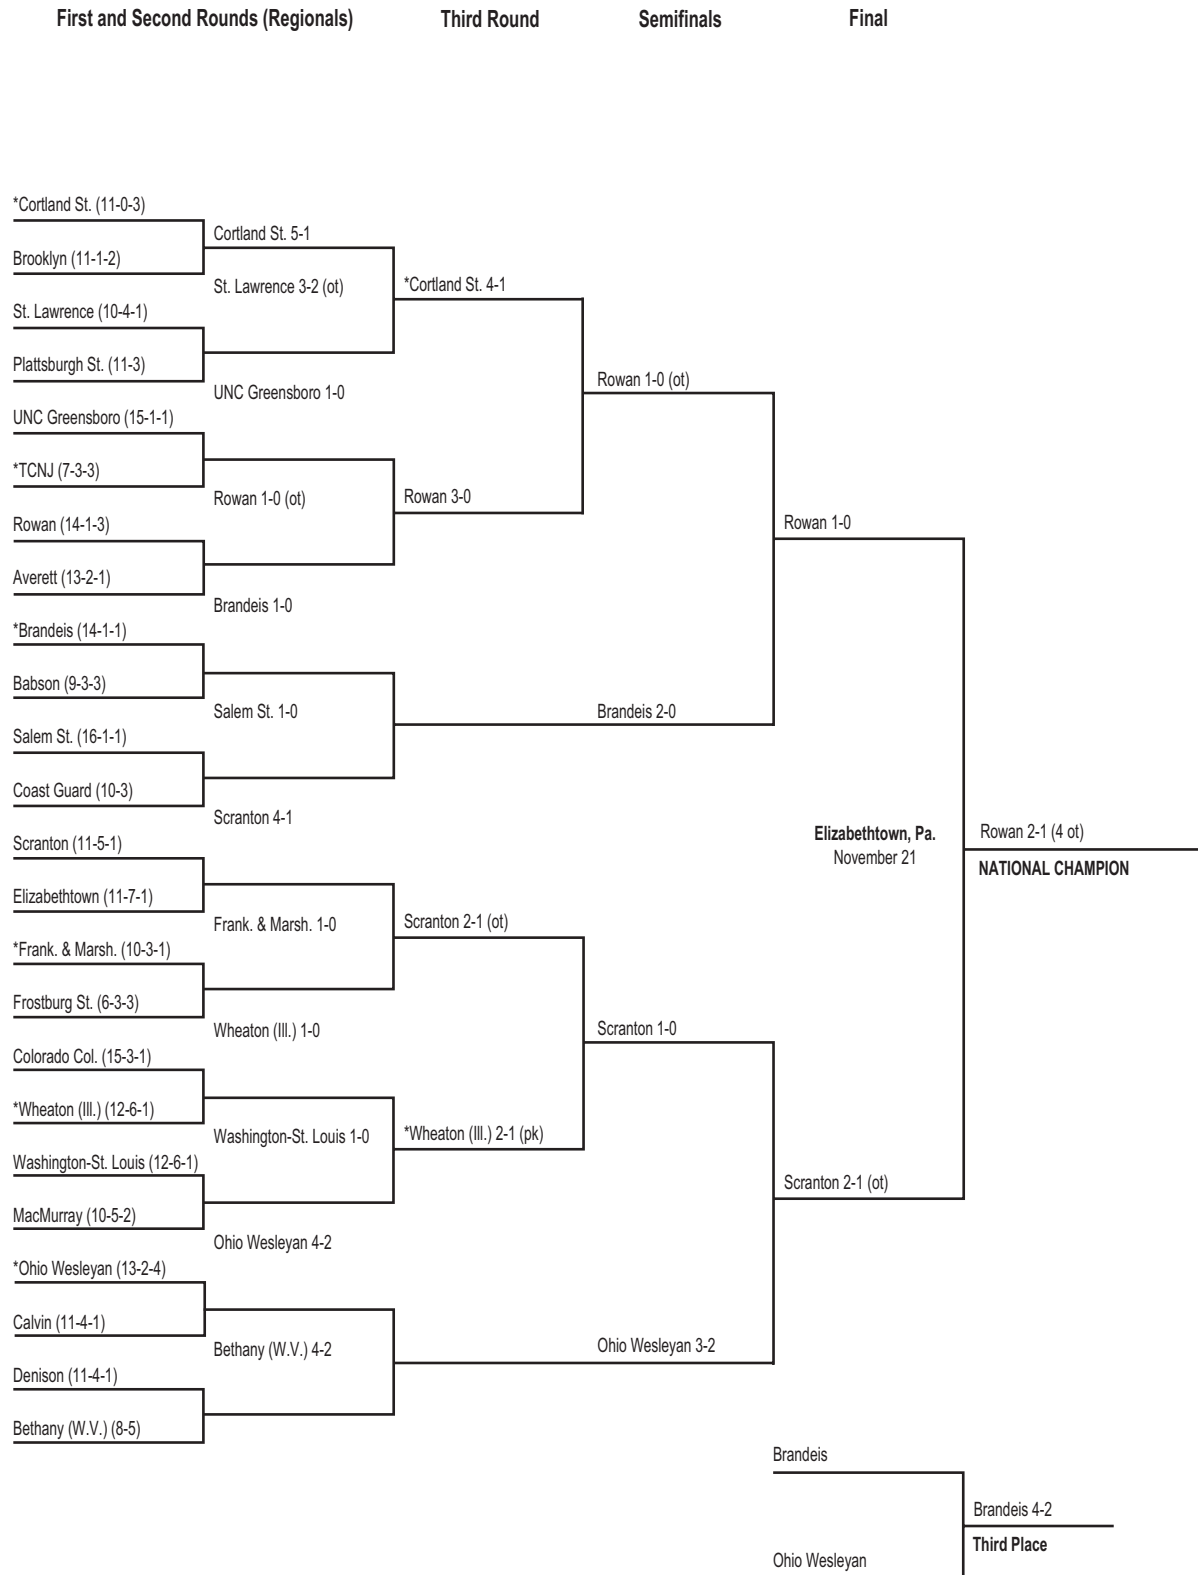 First and Second Rounds (Regionals)
Third Round
Semifinals
Final
*Cortland St. (11-0-3)
Brooklyn (11-1-2)
St. Lawrence (10-4-1)
Plattsburgh St. (11-3)
UNC Greensboro (15-1-1)
*TCNJ (7-3-3)
Rowan (14-1-3)
Averett (13-2-1)
*Brandeis (14-1-1)
Babson (9-3-3)
Salem St. (16-1-1)
Coast Guard (10-3)
Scranton (11-5-1)
Elizabethtown (11-7-1)
*Frank. & Marsh. (10-3-1)
Frostburg St. (6-3-3)
Colorado Col. (15-3-1)
*Wheaton (Ill.) (12-6-1)
Washington-St. Louis (12-6-1)
MacMurray (10-5-2)
*Ohio Wesleyan (13-2-4)
Calvin (11-4-1)
Denison (11-4-1)
Bethany (W.V.) (8-5)
Cortland St. 5-1
St. Lawrence 3-2 (ot)
UNC Greensboro 1-0
Rowan 1-0 (ot)
Brandeis 1-0
Salem St. 1-0
Scranton 4-1
Frank. & Marsh. 1-0
Wheaton (Ill.) 1-0
Washington-St. Louis 1-0
Ohio Wesleyan 4-2
Bethany (W.V.) 4-2
*Cortland St. 4-1
Rowan 3-0
Scranton 2-1 (ot)
*Wheaton (Ill.) 2-1 (pk)
Rowan 1-0 (ot)
Brandeis 2-0
Scranton 1-0
Ohio Wesleyan 3-2
Rowan 1-0
Scranton 2-1 (ot)
Elizabethtown, Pa.
November 21
Rowan 2-1 (4 ot)
NATIONAL CHAMPION
Brandeis
Ohio Wesleyan
Brandeis 4-2
Third Place